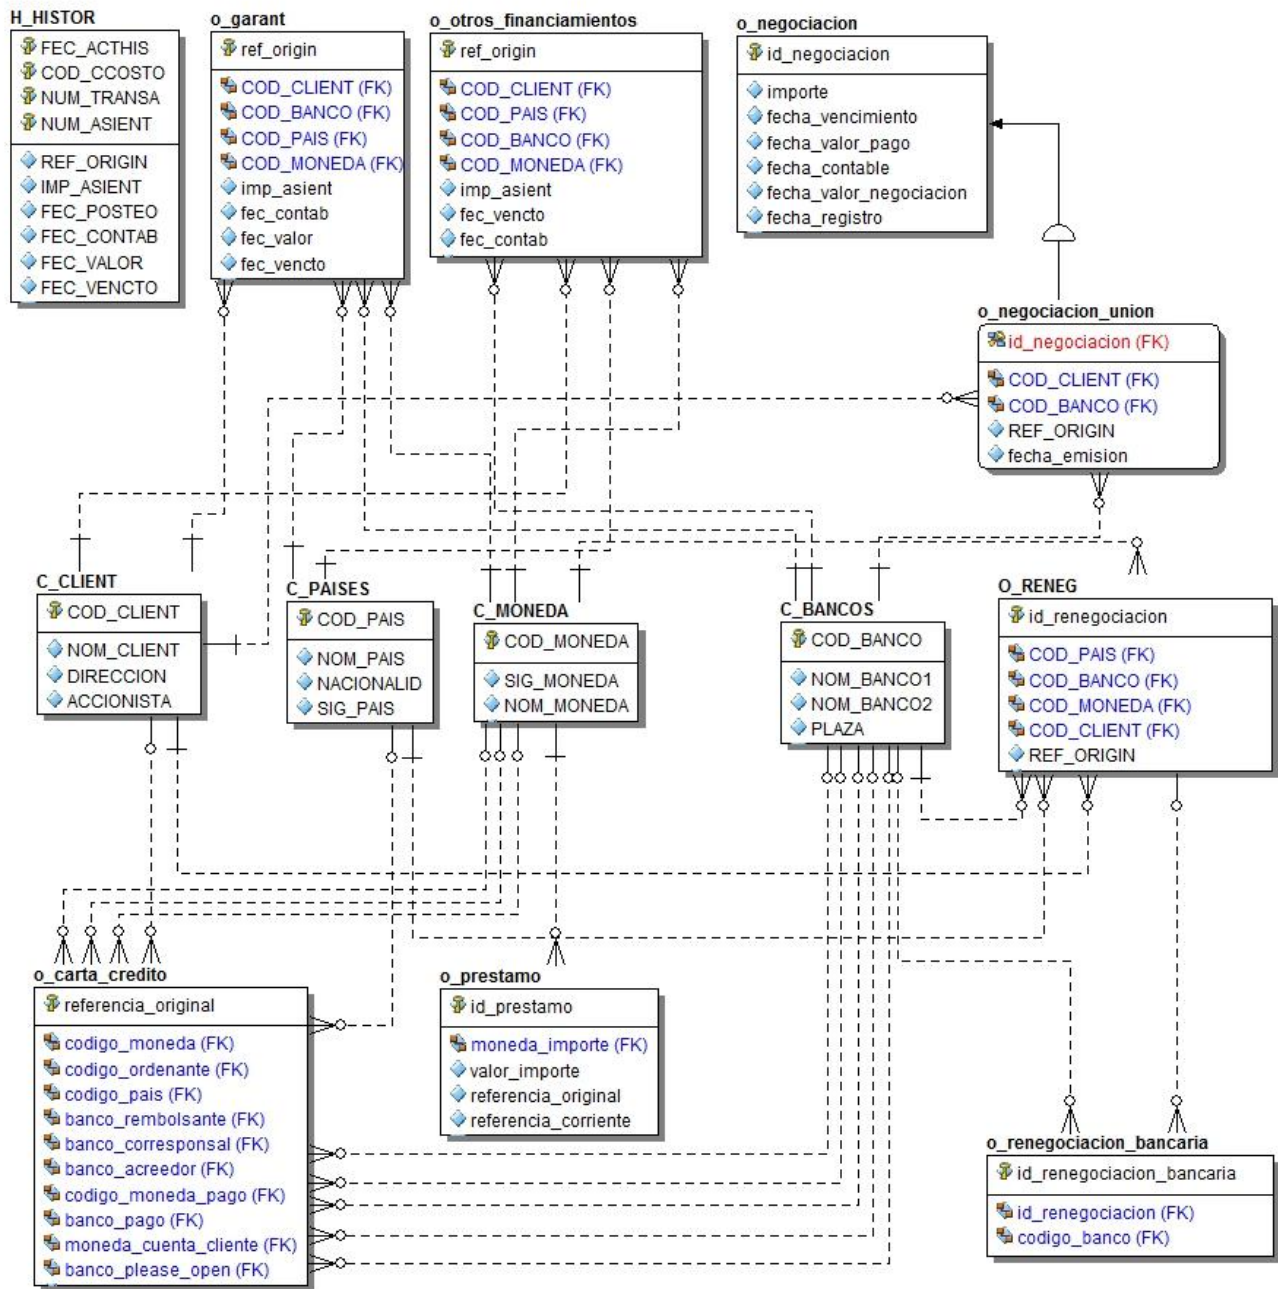 H_HISTOR
FEC_ACTHIS
COD_CCOSTO
NUM_TRANSA
NUM_ASIENT
REF_ORIGIN
IMP_ASIENT
FEC_POSTEO
FEC_CONTAB
FEC_VALOR
FEC_VENCTO
o_garant
ref_origin
COD_CLIENT (FK)
COD_BANCO (FK)
COD_PAIS (FK)
COD_MONEDA (FK)
imp_asient
fec_contab
fec_valor
fec_vencto
o_otros_financiamientos
ref_origin
COD_CLIENT (FK)
COD_PAIS (FK)
COD_BANCO (FK)
COD_MONEDA (FK)
imp_asient
fec_vencto
fec_contab
o_negociacion
id_negociacion
importe
fecha_vencimiento
fecha_valor_pago
fecha_contable
fecha_valor_negociacion
fecha_registro
o_negociacion_union
id_negociacion (FK)
COD_CLIENT (FK)
COD_BANCO (FK)
REF_ORIGIN
fecha_emision
C_CLIENT
COD_CLIENT
NOM_CLIENT
DIRECCION
ACCIONISTA
C_PAISES
COD_PAIS
NOM_PAIS
NACIONALID
SIG_PAIS
C_MONEDA
COD_MONEDA
SIG_MONEDA
NOM_MONEDA
C_BANCOS
COD_BANCO
NOM_BANCO1
NOM_BANCO2
PLAZA
O_RENEG
id_renegociacion
COD_PAIS (FK)
COD_BANCO (FK)
COD_MONEDA (FK)
COD_CLIENT (FK)
REF_ORIGIN
o_carta_credito
referencia_original
codigo_moneda (FK)
codigo_ordenante (FK)
codigo_pais (FK)
banco_rembolsante (FK)
banco_corresponsal (FK)
banco_acreedor (FK)
codigo_moneda_pago (FK)
banco_pago (FK)
moneda_cuenta_cliente (FK)
banco_please_open (FK)
o_prestamo
id_prestamo
moneda_importe (FK)
valor_importe
referencia_original
referencia_corriente
o_renegociacion_bancaria
id_renegociacion_bancaria
id_renegociacion (FK)
codigo_banco (FK)